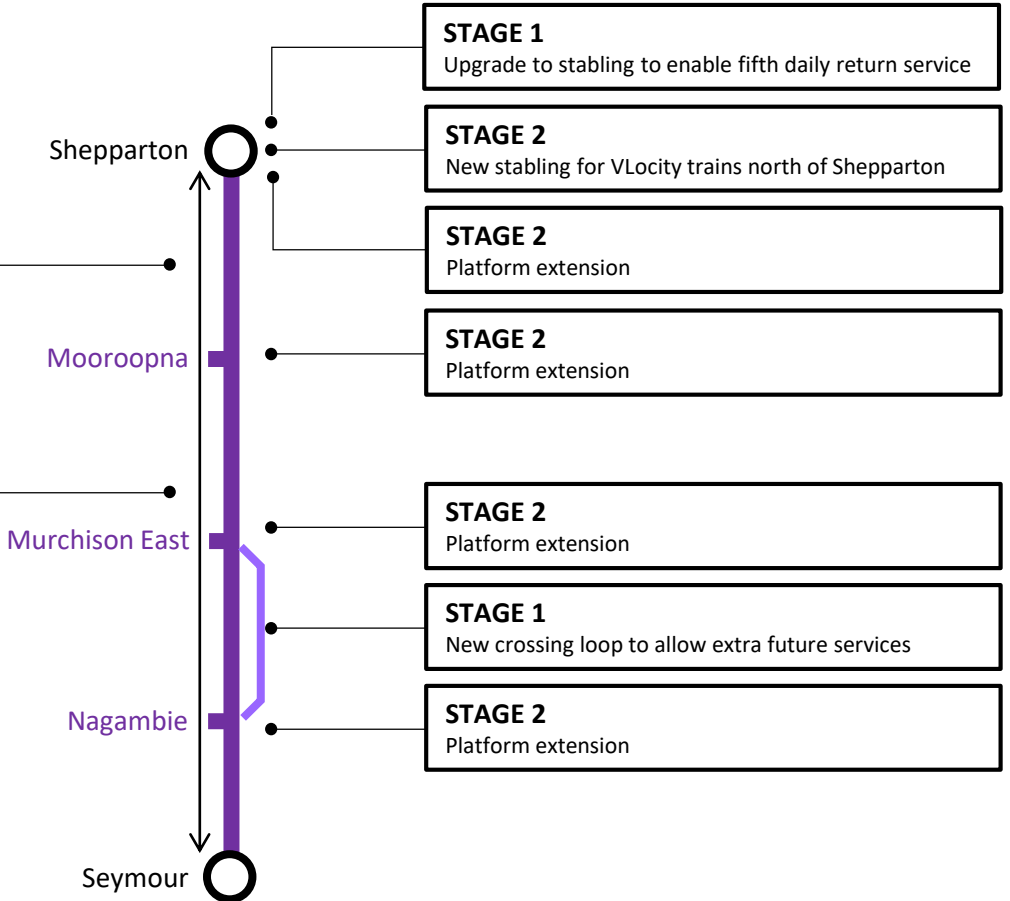 STAGE 1
Upgrade to stabling to enable fifth daily return service
Shepparton
STAGE 2
New stabling for VLocity trains north of Shepparton
STAGE 2
Platform extension
Mooroopna
STAGE 2
Platform extension
Murchison East
STAGE 2
Platform extension
STAGE 1
New crossing loop to allow extra future services
Nagambie
STAGE 2
Platform extension
Seymour